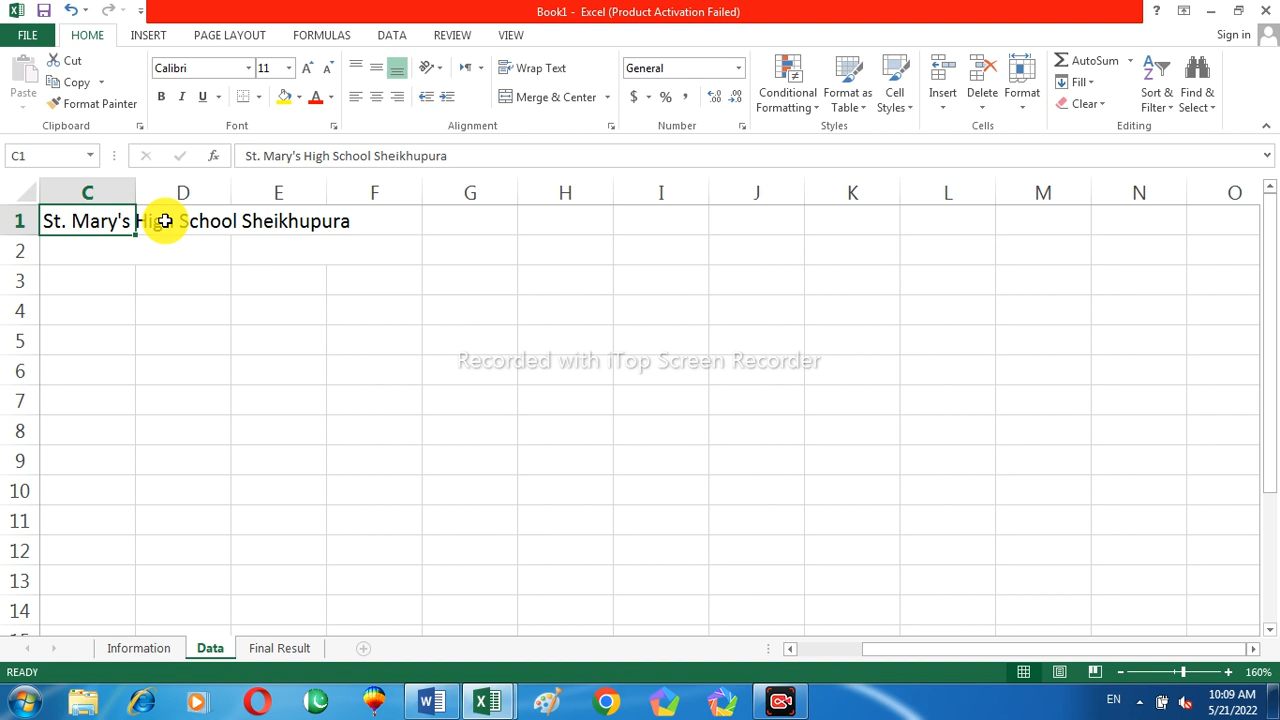 Book1 - Excel (Product Activation Failed)
?
FILE HOME INSERT PAGE LAYOUT FORMULAS DATA REVIEW VIEW Sign in
Paste
Cut
Copy
Format Painter
Clipboard
Calibri 11
B I U
Font
Wrap Text
Merge & Center
Alignment
General
$ % ,
Number
Conditional Formatting
Format as Table
Cell Styles
Styles
Insert
Delete
Format
Cells
AutoSum
Fill
Clear
Sort & Filter
Find & Select
Editing
C1 fx St. Mary's High School Sheikhupura
C D E F G H I J K L M N O
1 St. Mary's High School Sheikhupura
2
3
4
5
6
Recorded with iTop Screen Recorder
7
8
9
10
11
12
13
14
Information Data Final Result
READY 160%
EN 10:09 AM
5/21/2022